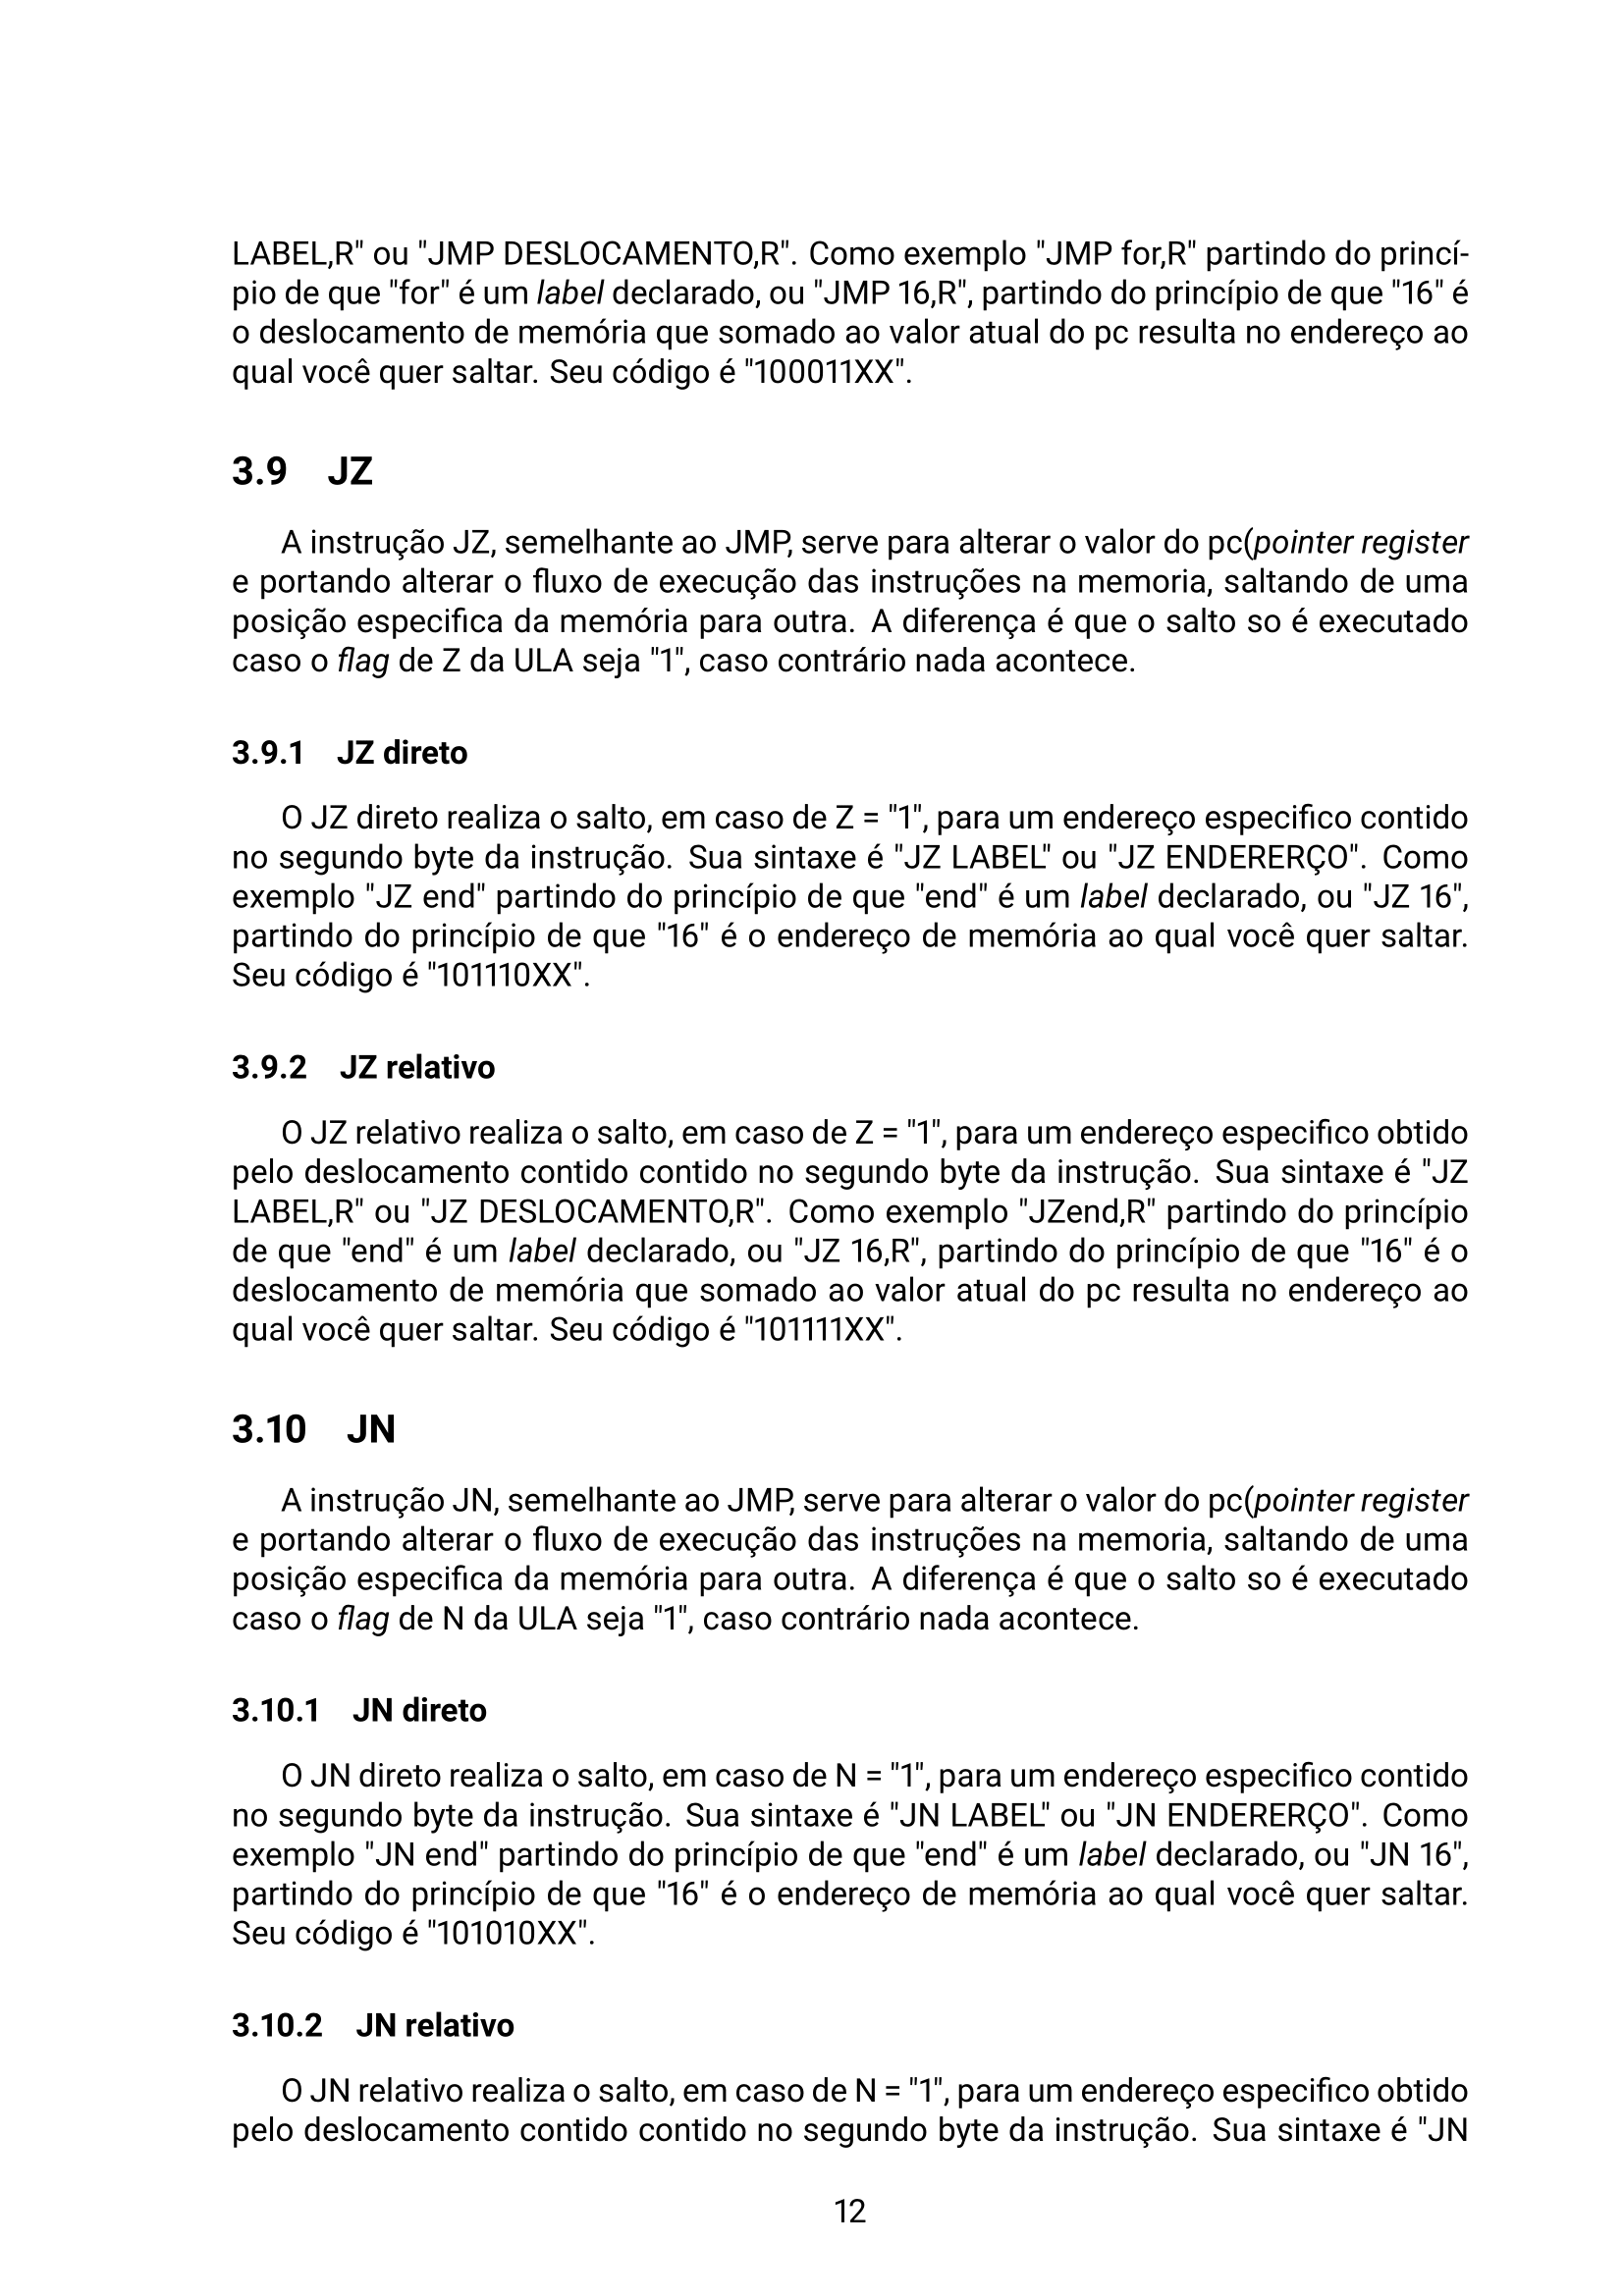 LABEL,R" ou "JMP DESLOCAMENTO,R". Como exemplo "JMP for,R" partindo do princí-
pio de que "for" é um label declarado, ou "JMP 16,R", partindo do princípio de que "16" é
o deslocamento de memória que somado ao valor atual do pc resulta no endereço ao
qual você quer saltar. Seu código é "100011XX".
3.9 JZ
A instrução JZ, semelhante ao JMP, serve para alterar o valor do pc(pointer register
e portando alterar o fluxo de execução das instruções na memoria, saltando de uma
posição especifica da memória para outra. A diferença é que o salto so é executado
caso o flag de Z da ULA seja "1", caso contrário nada acontece.
3.9.1 JZ direto
O JZ direto realiza o salto, em caso de Z = "1", para um endereço especifico contido
no segundo byte da instrução. Sua sintaxe é "JZ LABEL" ou "JZ ENDERERÇO". Como
exemplo "JZ end" partindo do princípio de que "end" é um label declarado, ou "JZ 16",
partindo do princípio de que "16" é o endereço de memória ao qual você quer saltar.
Seu código é "101110XX".
3.9.2 JZ relativo
O JZ relativo realiza o salto, em caso de Z = "1", para um endereço especifico obtido
pelo deslocamento contido contido no segundo byte da instrução. Sua sintaxe é "JZ
LABEL,R" ou "JZ DESLOCAMENTO,R". Como exemplo "JZend,R" partindo do princípio
de que "end" é um label declarado, ou "JZ 16,R", partindo do princípio de que "16" é o
deslocamento de memória que somado ao valor atual do pc resulta no endereço ao
qual você quer saltar. Seu código é "101111XX".
3.10 JN
A instrução JN, semelhante ao JMP, serve para alterar o valor do pc(pointer register
e portando alterar o fluxo de execução das instruções na memoria, saltando de uma
posição especifica da memória para outra. A diferença é que o salto so é executado
caso o flag de N da ULA seja "1", caso contrário nada acontece.
3.10.1 JN direto
O JN direto realiza o salto, em caso de N = "1", para um endereço especifico contido
no segundo byte da instrução. Sua sintaxe é "JN LABEL" ou "JN ENDERERÇO". Como
exemplo "JN end" partindo do princípio de que "end" é um label declarado, ou "JN 16",
partindo do princípio de que "16" é o endereço de memória ao qual você quer saltar.
Seu código é "101010XX".
3.10.2 JN relativo
O JN relativo realiza o salto, em caso de N = "1", para um endereço especifico obtido
pelo deslocamento contido contido no segundo byte da instrução. Sua sintaxe é "JN
12